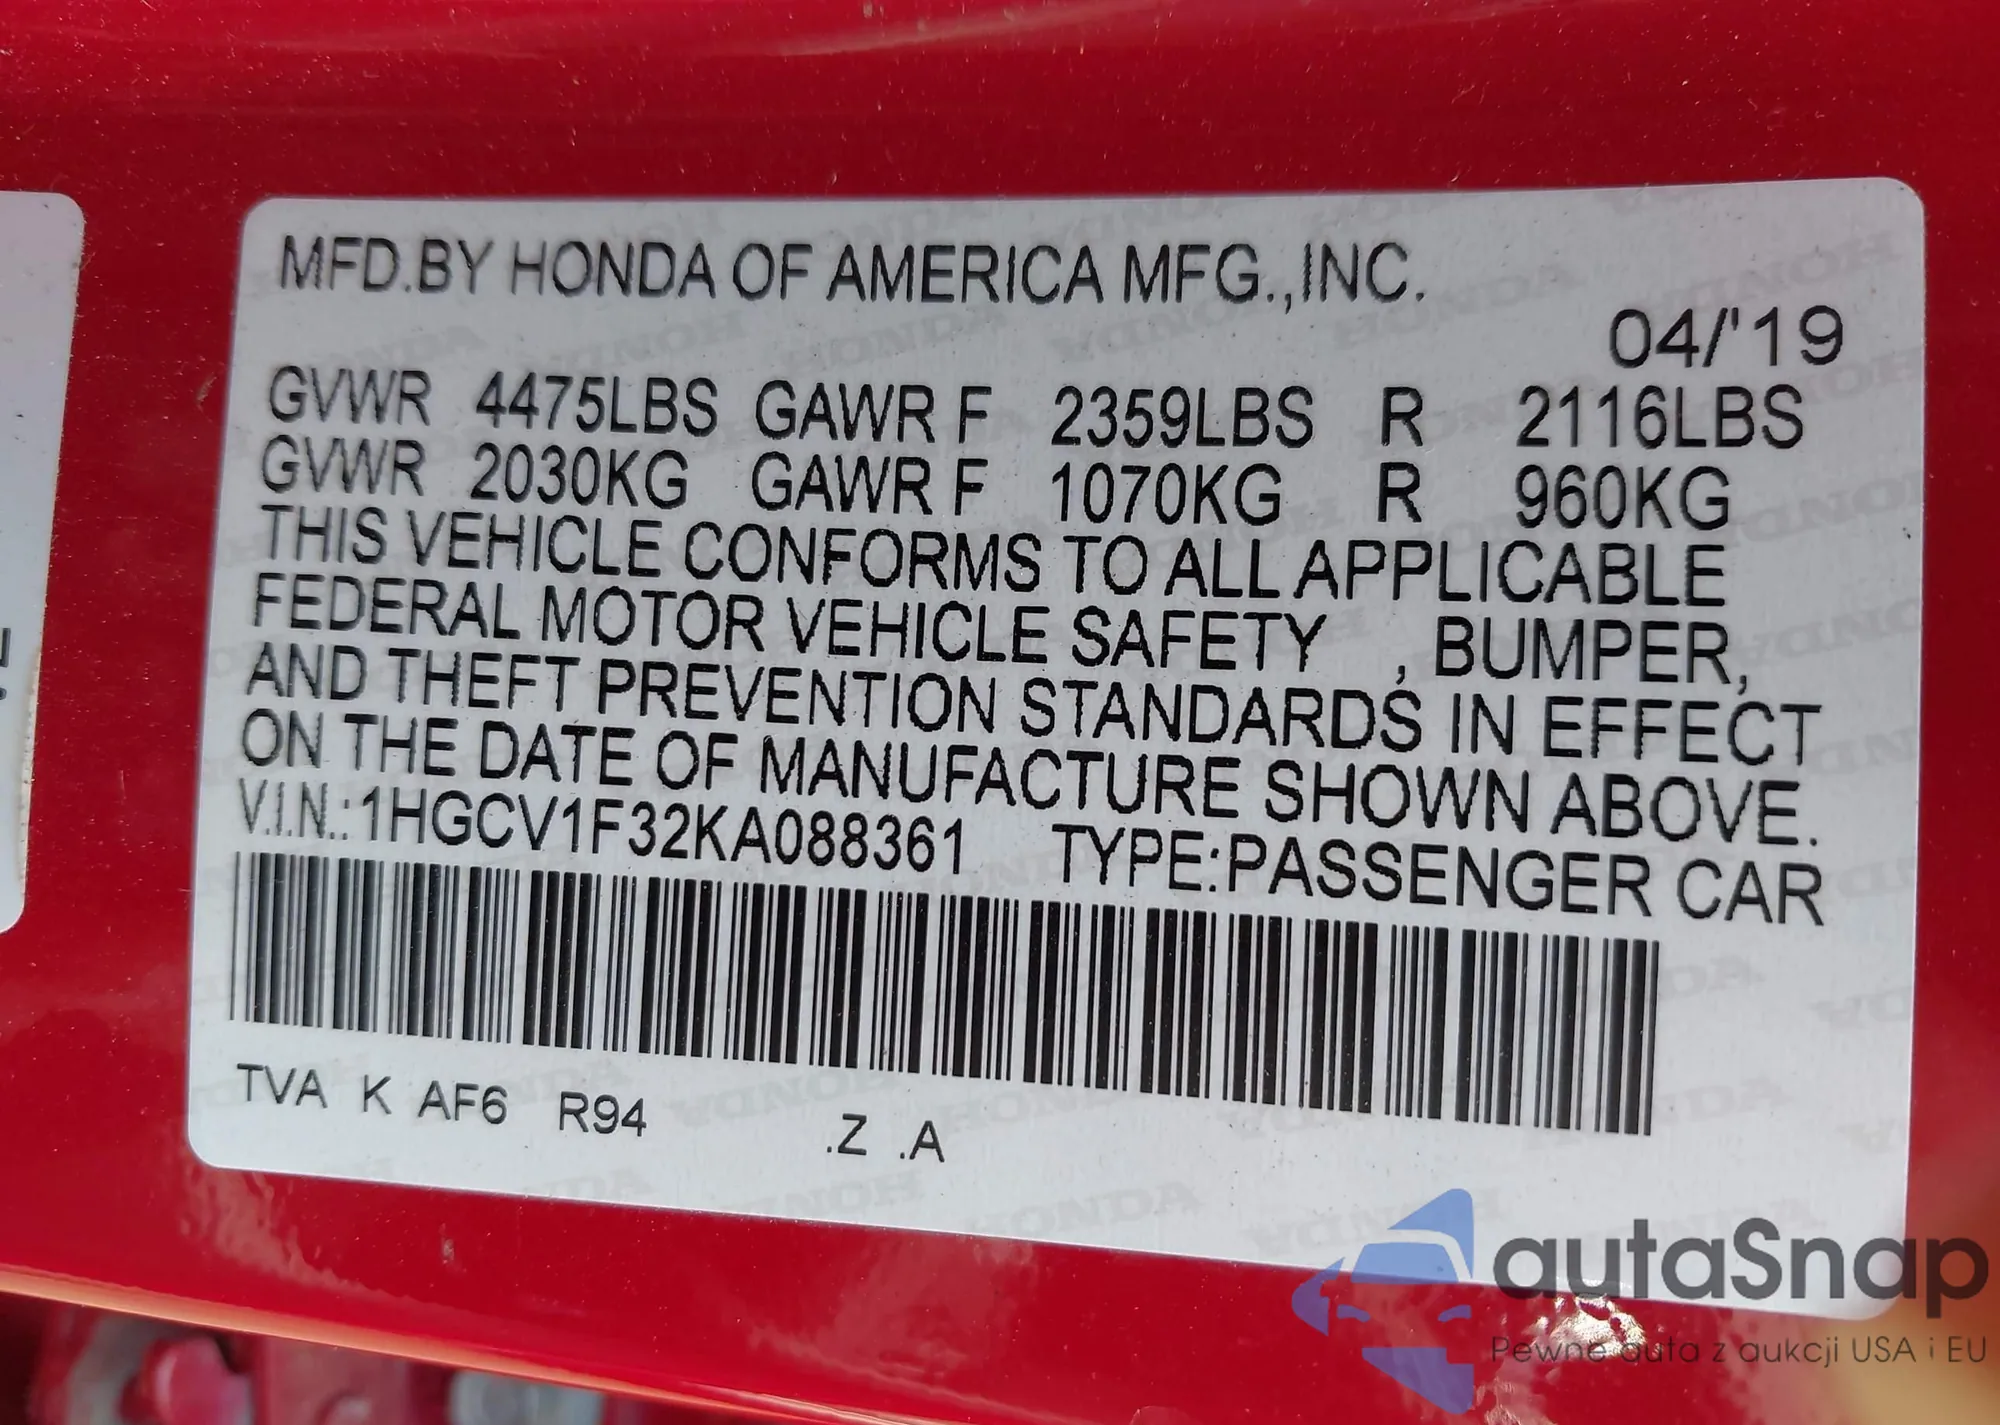 MFD.BY HONDA OF AMERICA MFG.,INC.
04/'19
GVWR 4475LBS GAWR F 2359LBS R 2116LBS
GVWR 2030KG GAWR F 1070KG R 960KG
THIS VEHICLE CONFORMS TO ALL APPLICABLE
FEDERAL MOTOR VEHICLE SAFETY , BUMPER,
AND THEFT PREVENTION STANDARDS IN EFFECT
ON THE DATE OF MANUFACTURE SHOWN ABOVE.
V.I.N.:1HGCV1F32KA088361 TYPE:PASSENGER CAR
TVA K AF6 R94 .Z .A
autaSnap
Pewne auta z aukcji USA i EU